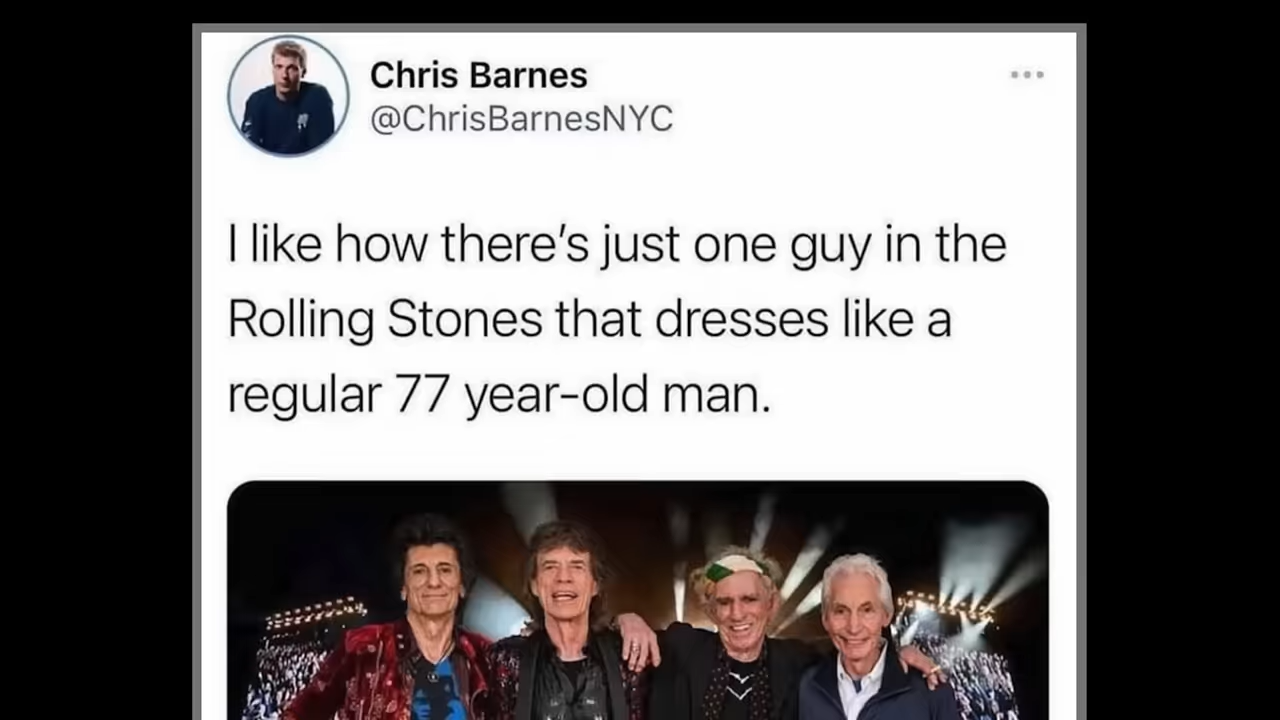 Chris Barnes
@ChrisBarnesNYC
I like how there's just one guy in the
Rolling Stones that dresses like a
regular 77 year-old man.